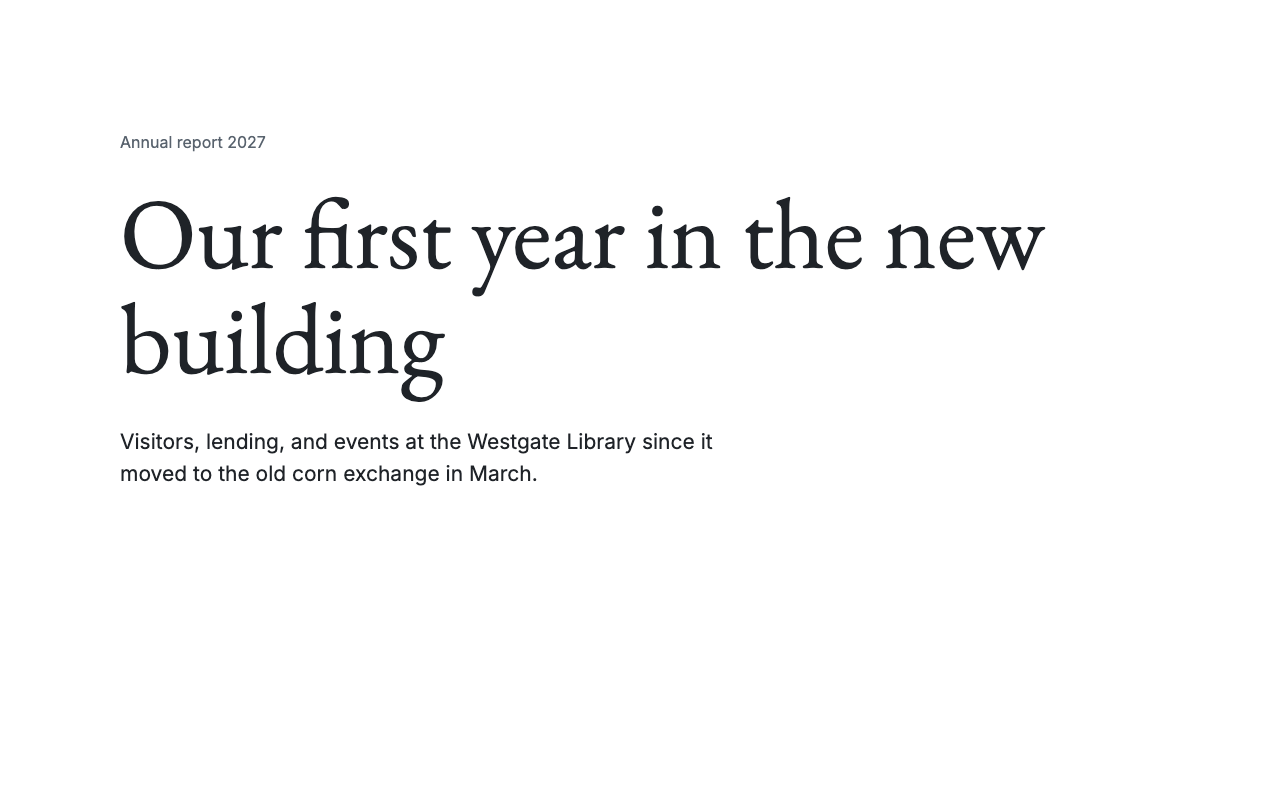 Annual report 2027
Our first year in the new
building
Visitors, lending, and events at the Westgate Library since it
moved to the old corn exchange in March.